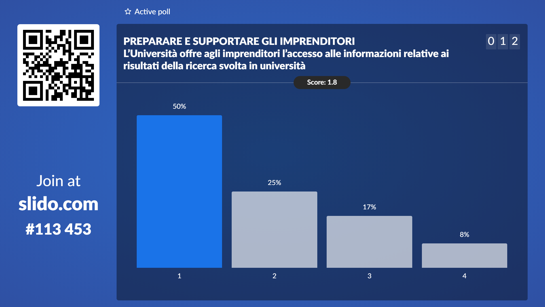 Active poll
PREPARARE E SUPPORTARE GLI IMPRENDITORI
L'Università offre agli imprenditori l'accesso alle informazioni relative ai
risultati della ricerca svolta in università
0 1 2
Score: 1.8
50%
25%
17%
8%
1
2
3
4
Join at
slido.com
#113 453